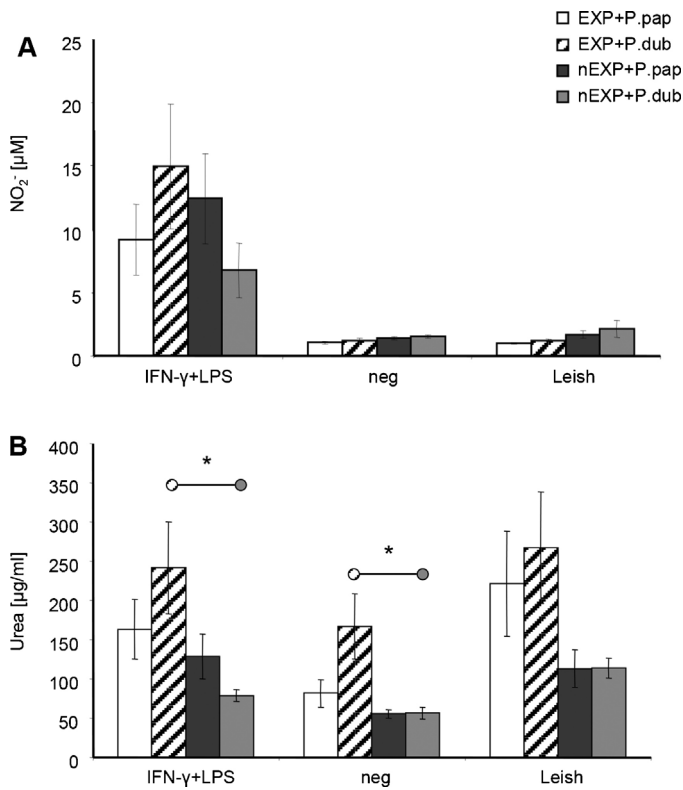 EXP+P.pap
EXP+P.dub
nEXP+P.pap
nEXP+P.dub
A
25
20
15
10
5
0
NO₂⁻ [µM]
IFN-γ+LPS neg Leish
B
400
350
300
250
200
150
100
50
0
Urea [µg/ml]
*
*
IFN-γ+LPS neg Leish